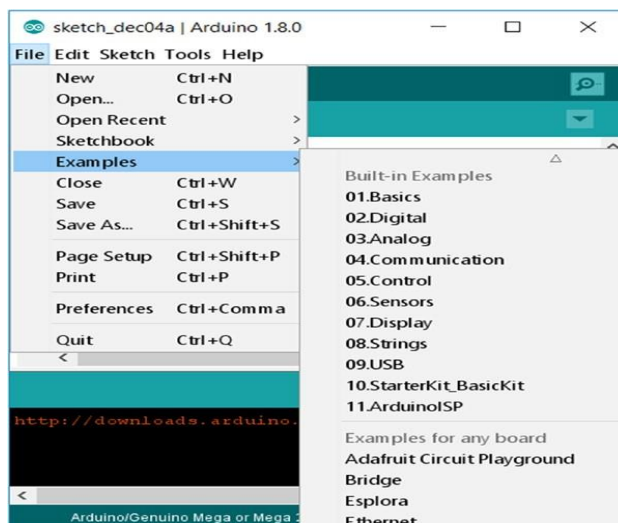 sketch_dec04a | Arduino 1.8.0
File Edit Sketch Tools Help
New Ctrl+N
Open... Ctrl+O
Open Recent >
Sketchbook >
Examples >
Close Ctrl+W
Save Ctrl+S
Save As... Ctrl+Shift+S
Page Setup Ctrl+Shift+P
Print Ctrl+P
Preferences Ctrl+Comma
Quit Ctrl+Q
Built-in Examples
01.Basics
02.Digital
03.Analog
04.Communication
05.Control
06.Sensors
07.Display
08.Strings
09.USB
10.StarterKit_BasicKit
11.ArduinoISP
Examples for any board
Adafruit Circuit Playground
Bridge
Esplora
Ethernet
http://downloads.arduino.
Arduino/Genuino Mega or Mega 2